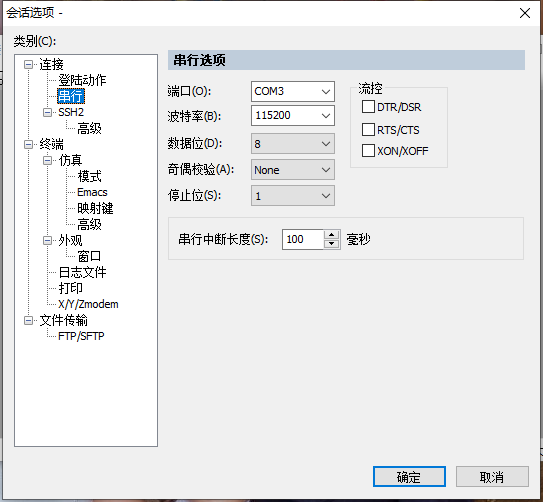 会话选项 -
类别(C):
连接
登陆动作
串行
SSH2
高级
终端
仿真
模式
Emacs
映射键
高级
外观
窗口
日志文件
打印
X/Y/Zmodem
文件传输
FTP/SFTP
串行选项
端口(O):
COM3
波特率(B):
115200
数据位(D):
8
奇偶校验(A):
None
停止位(S):
1
流控
DTR/DSR
RTS/CTS
XON/XOFF
串行中断长度(S):
100
毫秒
确定
取消